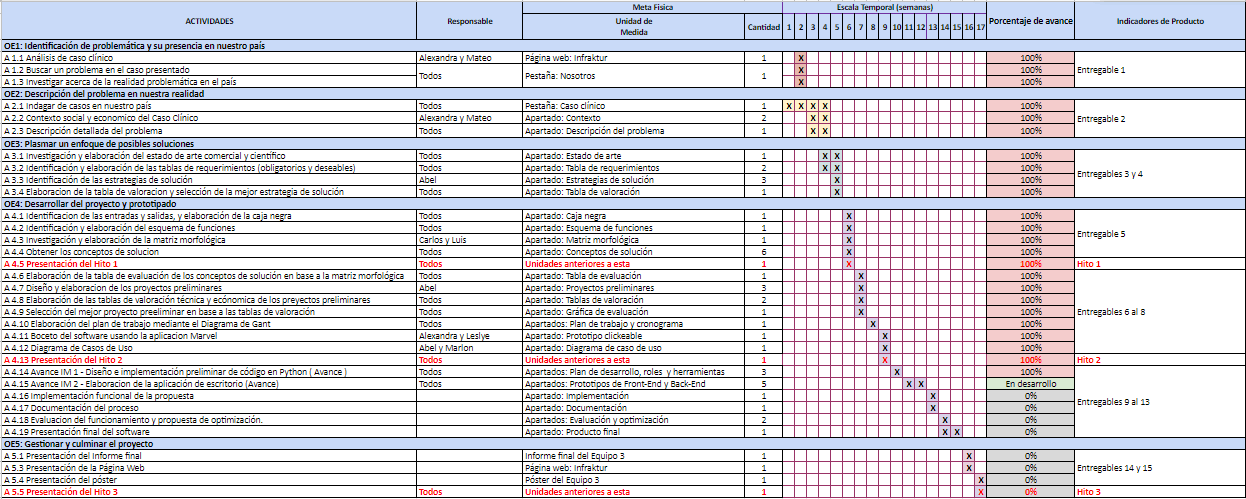 ACTIVIDADES Responsable Meta Fisica Escala Temporal (semanas) Porcentaje de avance Indicadores de Producto
Unidad de Medida Cantidad 1 2 3 4 5 6 7 8 9 10 11 12 13 14 15 16 17
OE1: Identificación de problemática y su presencia en nuestro país
A 1.1 Análisis de caso clínico Alexandra y Mateo Página web: Infraktur 1 X 100% Entregable 1
A 1.2 Buscar un problema en el caso presentado Todos Pestaña: Nosotros 1 X 100%
A 1.3 Investigar acerca de la realidad problemática en el país X 100%
OE2: Descripción del problema en nuestra realidad
A 2.1 Indagar de casos en nuestro país Todos Pestaña: Caso clínico 1 X X X X 100% Entregable 2
A 2.2 Contexto social y economico del Caso Clínico Alexandra y Mateo Apartado: Contexto 2 X X 100%
A 2.3 Descripción detallada del problema Todos Apartado: Descripción del problema 1 X X 100%
OE3: Plasmar un enfoque de posibles soluciones
A 3.1 Investigación y elaboración del estado de arte comercial y científico Todos Apartado: Estado de arte 1 X X 100% Entregables 3 y 4
A 3.2 Identificación y elaboración de las tablas de requerimientos (obligatorios y deseables) Todos Apartado: Tabla de requerimientos 2 X X 100%
A 3.3 Identificación de las estrategias de solución Abel Apartado: Estrategias de solución 3 X 100%
A 3.4 Elaboracion de la tabla de valoracion y selección de la mejor estrategia de solución Todos Apartado: Tabla de valoración 1 X 100%
OE4: Desarrollar del proyecto y prototipado
A 4.1 Identificacion de las entradas y salidas, y elaboración de la caja negra Todos Apartado: Caja negra 1 X 100% Entregable 5
A 4.2 Identificación y elaboración del esquema de funciones Todos Apartado: Esquema de funciones 1 X 100%
A 4.3 Investigación y elaboración de la matriz morfológica Carlos y Luis Apartado: Matriz morfológica 1 X 100%
A 4.4 Obtener los conceptos de solucion Todos Apartado: Conceptos de solución 6 X 100%
A 4.5 Presentación del Hito 1 Todos Unidades anteriores a esta 1 X 100% Hito 1
A 4.6 Elaboración de la tabla de evaluación de los conceptos de solución en base a la matriz morfológica Todos Apartado: Tabla de evaluación 1 X 100% Entregables 6 al 8
A 4.7 Diseño y elaboracion de los proyectos preliminares Abel Apartado: Proyectos preliminares 3 X 100%
A 4.8 Elaboración de las tablas de valoración técnica y écomica de los preyectos preliminares Todos Apartado: Tablas de valoración 2 X 100%
A 4.9 Selección del mejor proyecto preeliminar en base a las tablas de valoración Todos Apartado: Gráfica de evaluación 1 X 100%
A 4.10 Elaboración del plan de trabajo mediante el Diagrama de Gant Todos Apartados: Plan de trabajo y cronograma 1 X 100%
A 4.11 Boceto del software usando la aplicacion Marvel Alexandra y Leslye Apartado: Prototipo clickeable 1 X 100%
A 4.12 Diagrama de Casos de Uso Abel y Marlon Apartado: Diagrama de caso de uso 1 X 100%
A 4.13 Presentación del Hito 2 Todos Unidades anteriores a esta 1 X 100% Hito 2
A 4.14 Avance IM 1 - Diseño e implementación preliminar de código en Python ( Avance ) Todos Apartados: Plan de desarrollo, roles y herramientas 3 X 100% Entregables 9 al 13
A 4.15 Avance IM 2 - Elaboracion de la aplicación de escritorio (Avance) Todos Apartados: Prototipos de Front-End y Back-End 5 X X En desarrollo
A 4.16 Implementación funcional de la propuesta Apartado: Implementación 1 X 0%
A 4.17 Documentación del proceso Apartado: Documentación 1 X 0%
A 4.18 Evaluacion del funcionamiento y propuesta de optimización. Apartados: Evaluación y optimización 2 X 0%
A 4.19 Presentación final del software Apartado: Producto final 1 X X 0%
OE5: Gestionar y culminar el proyecto
A 5.1 Presentación del Informe final Informe final del Equipo 3 1 X 0% Entregables 14 y 15
A 5.3 Presentación de la Página Web Página web: Infraktur 1 X 0%
A 5.4 Presentación del póster Póster del Equipo 3 1 X 0%
A 5.5 Presentación del Hito 3 Todos Unidades anteriores a esta 1 X 0% Hito 3